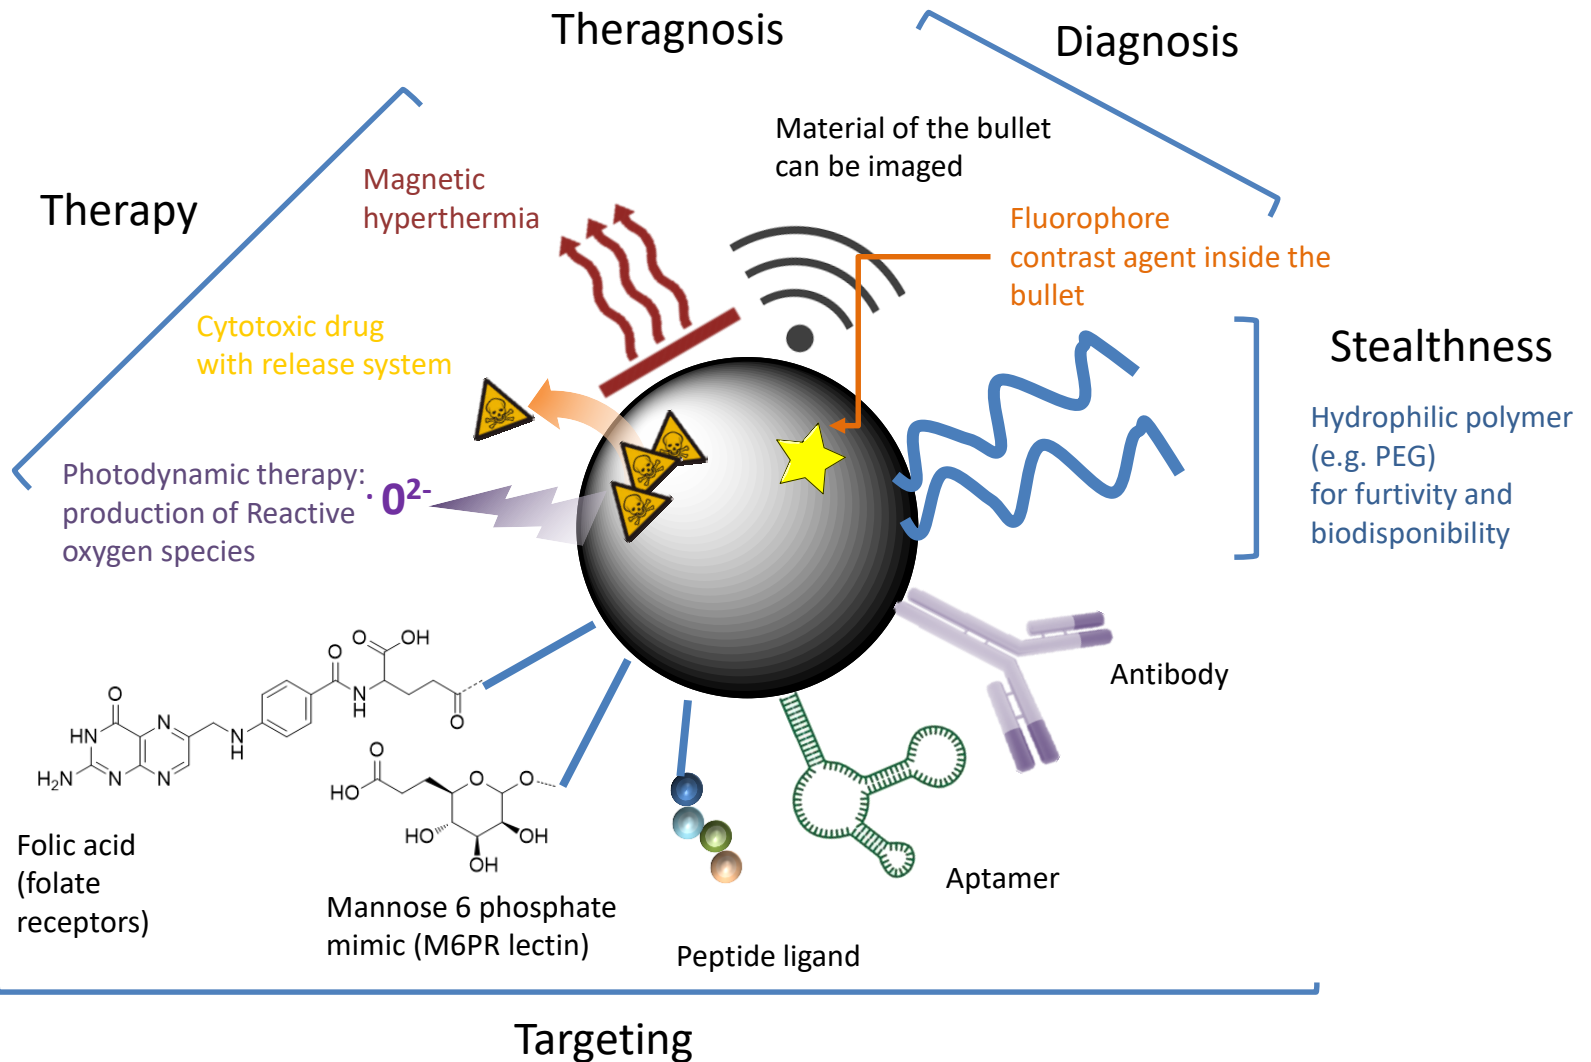 Theragnosis
Diagnosis
Material of the bullet
can be imaged
Magnetic
hyperthermia
Therapy
Fluorophore
contrast agent inside the
bullet
Cytotoxic drug
with release system
Stealthness
Hydrophilic polymer
(e.g. PEG)
for furtivity and
biodisponibility
Photodynamic therapy:
production of Reactive
oxygen species
· 0²⁻
Antibody
O
OH
O
N
H
O
O
HN
N
N
H
H₂N
N
N
O
HO
O
O
HO
HO
OH
OH
Folic acid
(folate
receptors)
Mannose 6 phosphate
mimic (M6PR lectin)
Peptide ligand
Aptamer
Targeting